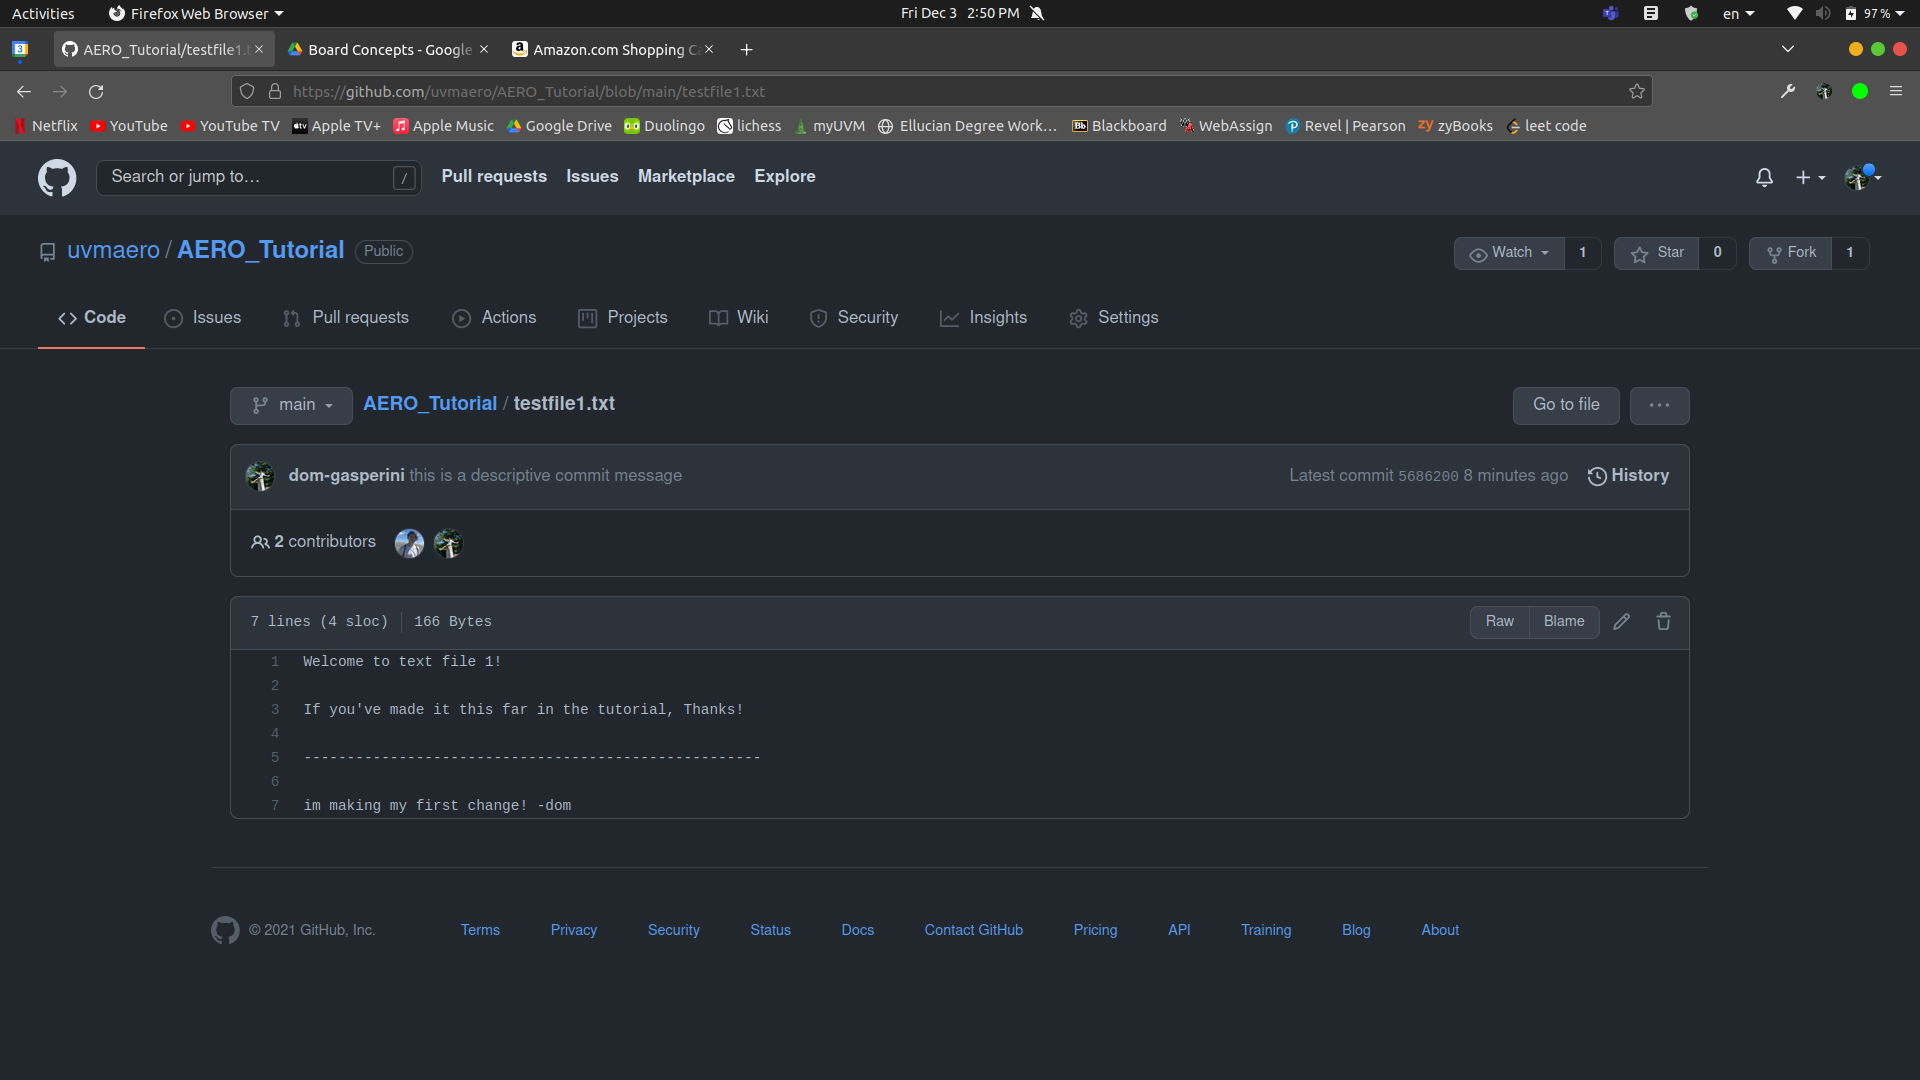 Activities Firefox Web Browser Fri Dec 3 2:50 PM en 97 %
3 AERO_Tutorial/testfile1.t Board Concepts - Google Amazon.com Shopping C
https://github.com/uvmaero/AERO_Tutorial/blob/main/testfile1.txt
Netflix YouTube YouTube TV Apple TV+ Apple Music Google Drive Duolingo lichess myUVM Ellucian Degree Work… Blackboard WebAssign Revel | Pearson zyBooks leet code
Search or jump to… / Pull requests Issues Marketplace Explore
uvmaero / AERO_Tutorial Public Watch 1 Star 0 Fork 1
Code Issues Pull requests Actions Projects Wiki Security Insights Settings
main AERO_Tutorial / testfile1.txt Go to file ...
dom-gasperini this is a descriptive commit message Latest commit 5686200 8 minutes ago History
2 contributors
7 lines (4 sloc) 166 Bytes Raw Blame
1 Welcome to text file 1!
2
3 If you've made it this far in the tutorial, Thanks!
4
5 -----------------------------------------------------
6
7 im making my first change! -dom
© 2021 GitHub, Inc. Terms Privacy Security Status Docs Contact GitHub Pricing API Training Blog About